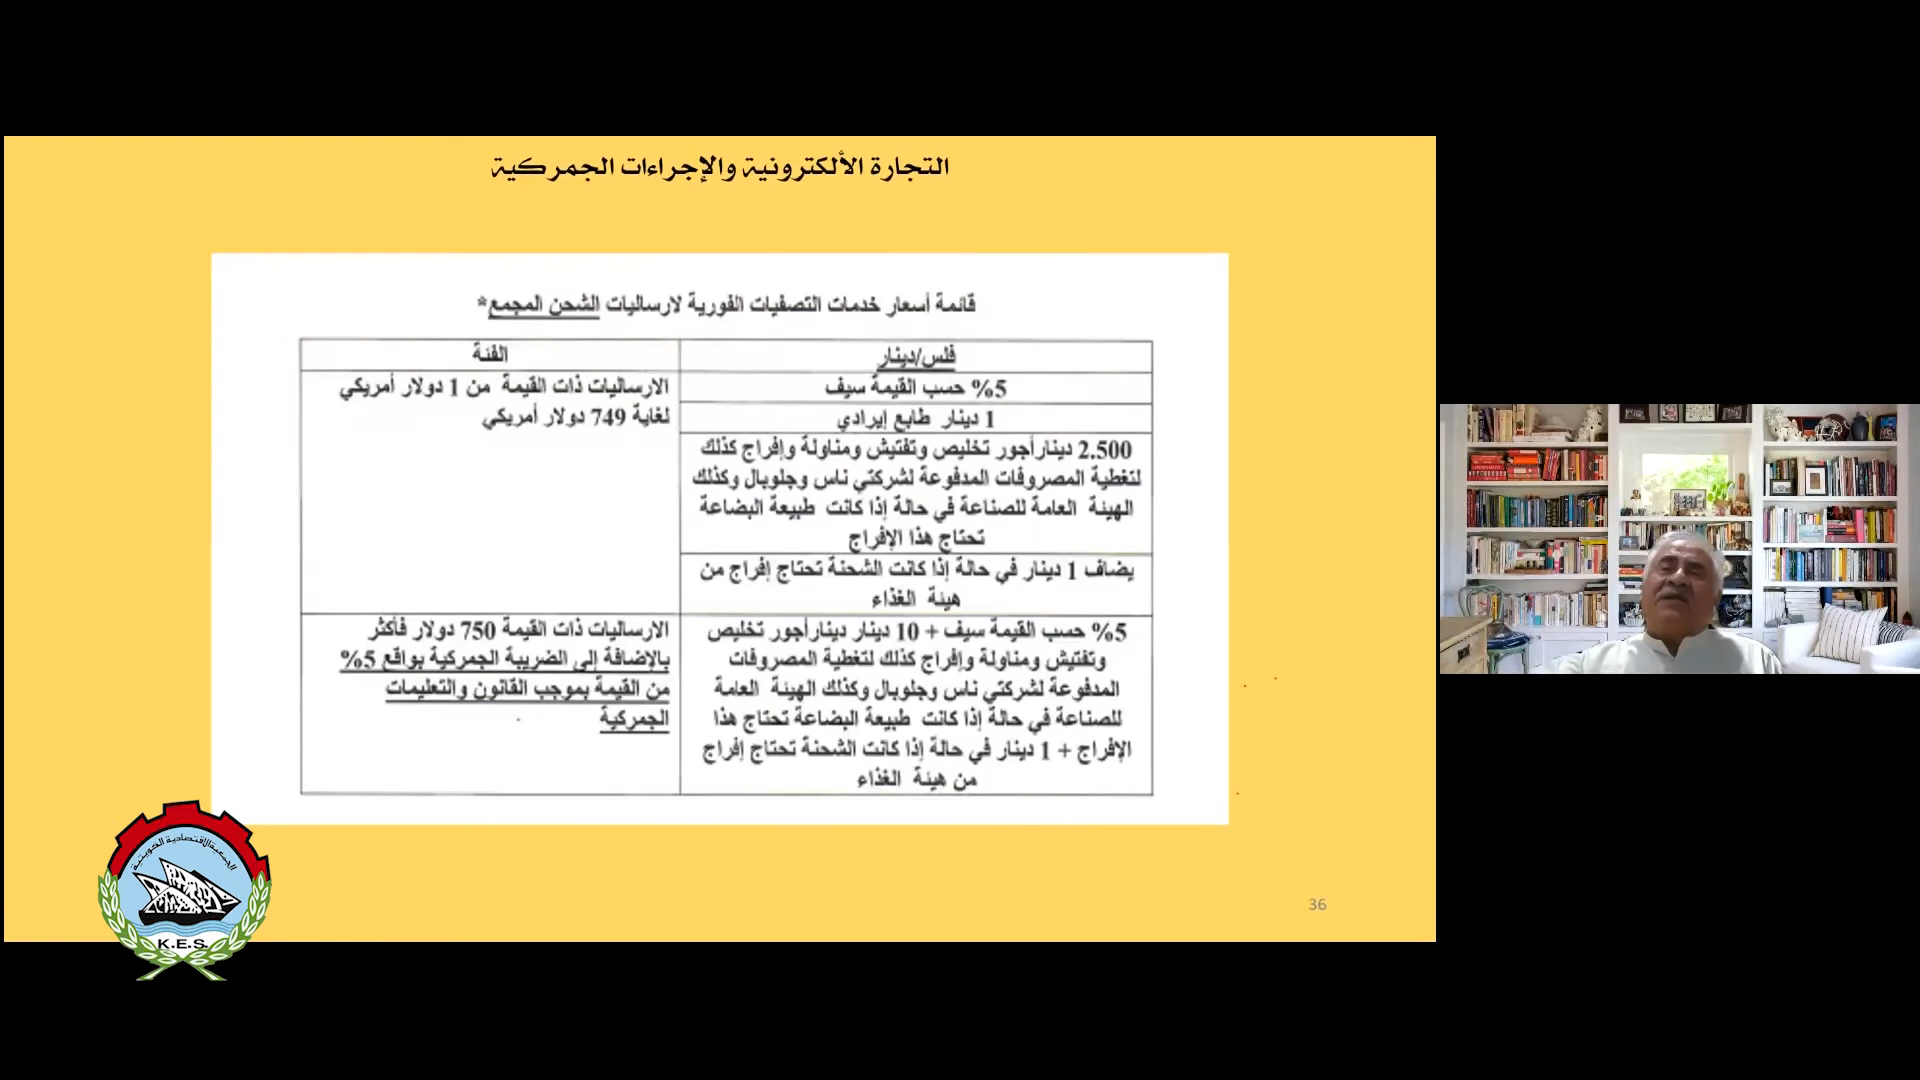 التجارة الألكترونية والإجراءات الجمركية
قائمة أسعار خدمات التصفيات الفورية لارساليات الشحن المجمع*
فلس/دينار
الفئة
5% حسب القيمة سيف
1 دينار طابع إيرادي
2.500 دينارأجور تخليص وتفتيش ومناولة وإفراج كذلك
لتغطية المصروفات المدفوعة لشركتي ناس وجلوبال وكذلك
الهيئة العامة للصناعة في حالة إذا كانت طبيعة البضاعة
تحتاج هذا الإفراج
يضاف 1 دينار في حالة إذا كانت الشحنة تحتاج إفراج من
هيئة الغذاء
الارساليات ذات القيمة من 1 دولار أمريكي
لغاية 749 دولار أمريكي
5% حسب القيمة سيف + 10 دينار دينارأجور تخليص
وتفتيش ومناولة وإفراج كذلك لتغطية المصروفات
المدفوعة لشركتي ناس وجلوبال وكذلك الهيئة العامة
للصناعة في حالة إذا كانت طبيعة البضاعة تحتاج هذا
الإفراج + 1 دينار في حالة إذا كانت الشحنة تحتاج إفراج
من هيئة الغذاء
الارساليات ذات القيمة 750 دولار فأكثر
بالإضافة إلى الضريبة الجمركية بواقع 5%
من القيمة بموجب القانون والتعليمات
الجمركية
الجمعية الاقتصادية الكويتية
K.E.S.
36